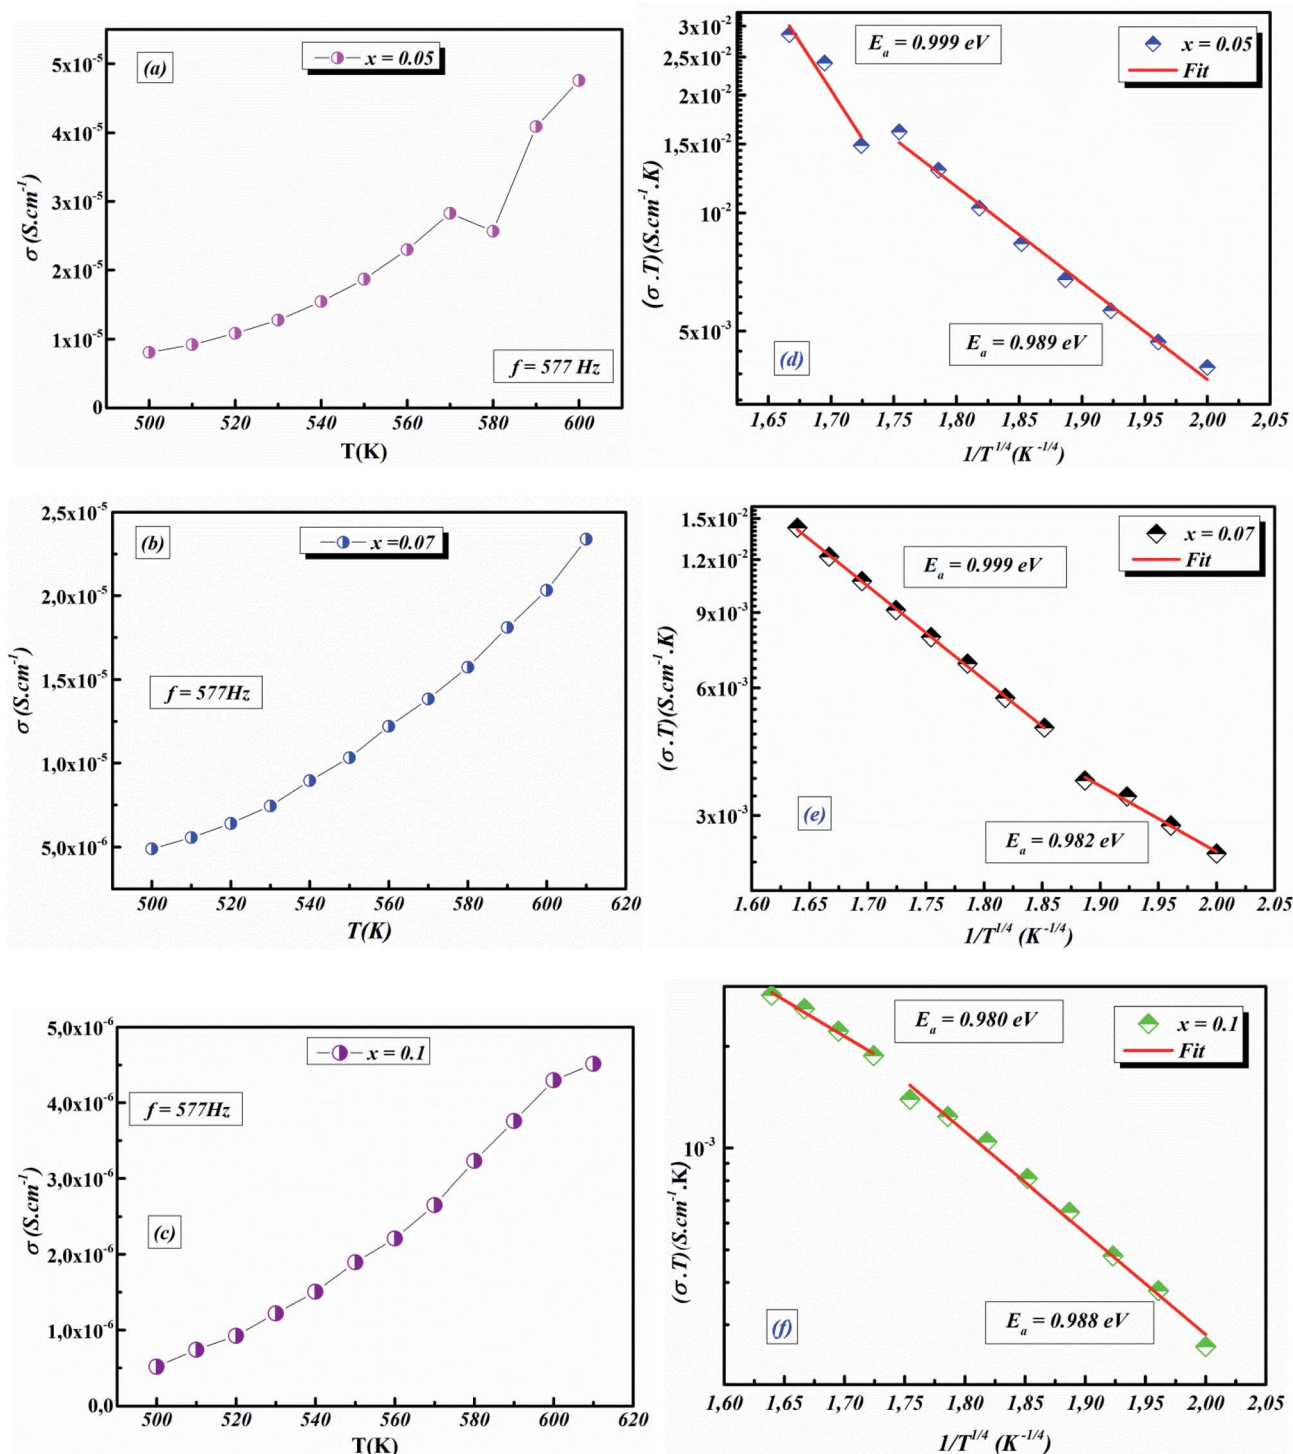 (a)
x = 0.05
5x10⁻⁵
4x10⁻⁵
3x10⁻⁵
2x10⁻⁵
1x10⁻⁵
0
σ (S.cm⁻¹)
f = 577 Hz
500 520 540 560 580 600
T(K)
3x10⁻²
2,5x10⁻²
2x10⁻²
1,5x10⁻²
10⁻²
5x10⁻³
(σ .T)(S.cm⁻¹.K)
Eₐ = 0.999 eV
x = 0.05
Fit
Eₐ = 0.989 eV
(d)
1,65 1,70 1,75 1,80 1,85 1,90 1,95 2,00 2,05
1/T^1/4(K^-1/4)
2,5x10⁻⁵
2,0x10⁻⁵
1,5x10⁻⁵
1,0x10⁻⁵
5,0x10⁻⁶
σ (S.cm⁻¹)
(b)
x =0.07
f = 577Hz
500 520 540 560 580 600 620
T(K)
1.5x10⁻²
1.2x10⁻²
9x10⁻³
6x10⁻³
3x10⁻³
(σ .T)(S.cm⁻¹.K)
Eₐ = 0.999 eV
x = 0.07
Fit
(e)
Eₐ = 0.982 eV
1.60 1.65 1.70 1.75 1.80 1.85 1.90 1.95 2.00 2.05
1/T^1/4 (K^-1/4)
5,0x10⁻⁶
4,0x10⁻⁶
3,0x10⁻⁶
2,0x10⁻⁶
1,0x10⁻⁶
0,0
σ (S.cm⁻¹)
x = 0.1
f = 577Hz
(c)
500 520 540 560 580 600 620
T(K)
10⁻³
(σ .T)(S.cm⁻¹.K)
Eₐ = 0.980 eV
x = 0.1
Fit
(f)
Eₐ = 0.988 eV
1,60 1,65 1,70 1,75 1,80 1,85 1,90 1,95 2,00 2,05
1/T^1/4 (K^-1/4)